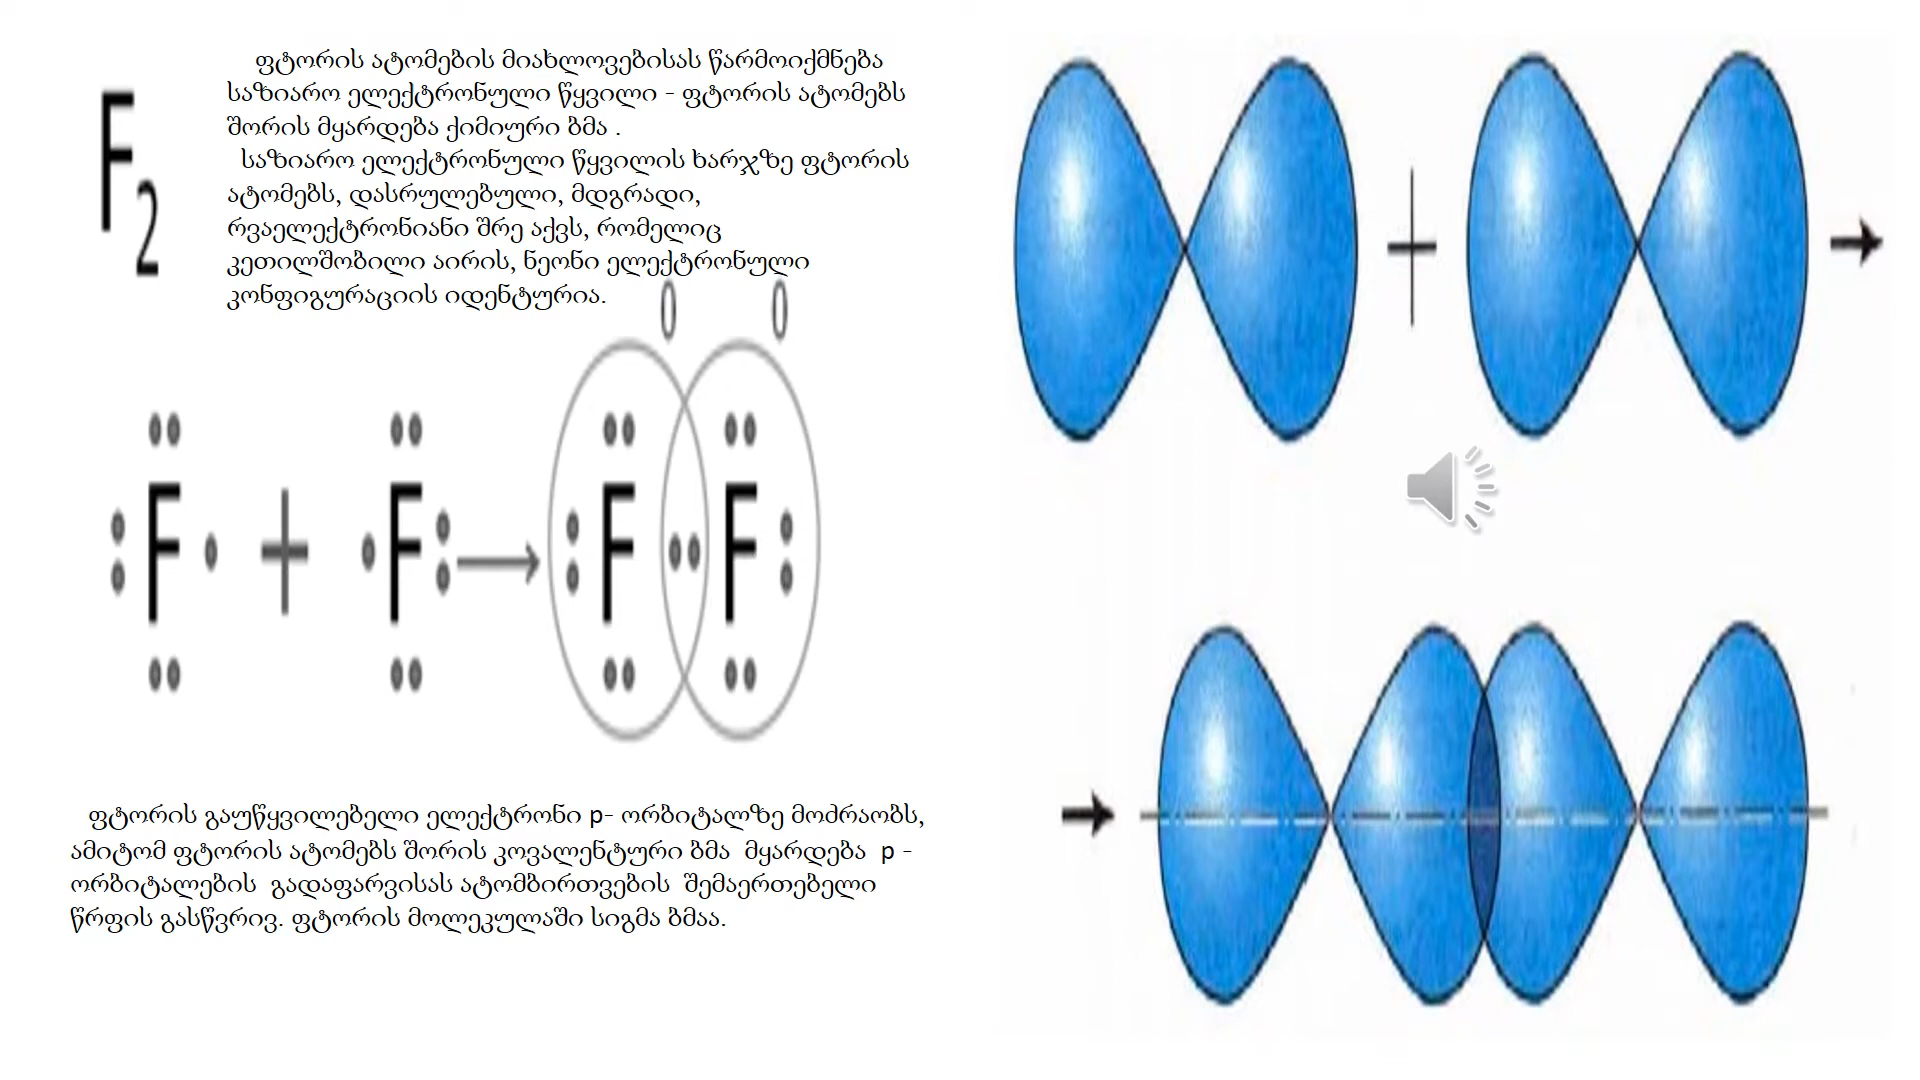 F2
ფტორის ატომების მიახლოვებისას წარმოიქმნება
საზიარო ელექტრონული წყვილი - ფტორის ატომებს
შორის მყარდება ქიმიური ბმა .
საზიარო ელექტრონული წყვილის ხარჯზე ფტორის
ატომებს, დასრულებული, მდგრადი,
რვაელექტრონიანი შრე აქვს, რომელიც
კეთილშობილი აირის, ნეონი ელექტრონული
კონფიგურაციის იდენტურია.
0 0
F + F → F F
+ →
→
ფტორის გაუწყვილებელი ელექტრონი p- ორბიტალზე მოძრაობს,
ამიტომ ფტორის ატომებს შორის კოვალენტური ბმა მყარდება p -
ორბიტალების გადაფარვისას ატომბირთვების შემაერთებელი
წრფის გასწვრივ. ფტორის მოლეკულაში სიგმა ბმაა.